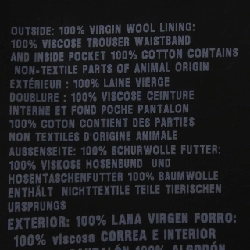 OUTSIDE: 100% VIRGIN WOOL LINING:
100% VISCOSE TROUSER WAISTBAND
AND INSIDE POCKET 100% COTTON CONTAINS
NON-TEXTILE PARTS OF ANIMAL ORIGIN
EXTÉRIEUR : 100% LAINE VIERGE
DOUBLURE : 100% VISCOSE CEINTURE
INTERNE ET FOND POCHE PANTALON
100% COTON CONTIENT DES PARTIES
NON TEXTILES D'ORIGINE ANIMALE
AUSSENSEITE: 100% SCHURWOLLE FUTTER:
100% VISKOSE HOSENBUND UND
HOSENTASCHENFUTTER 100% BAUMWOLLE
ENTHÄLT NICHTTEXTILE TEILE TIERISCHEN
URSPRUNGS
EXTERIOR: 100% LANA VIRGEN FORRO:
100% viscosa CORREA E INTERIOR
PANTALÓN 100% ALGODÓN